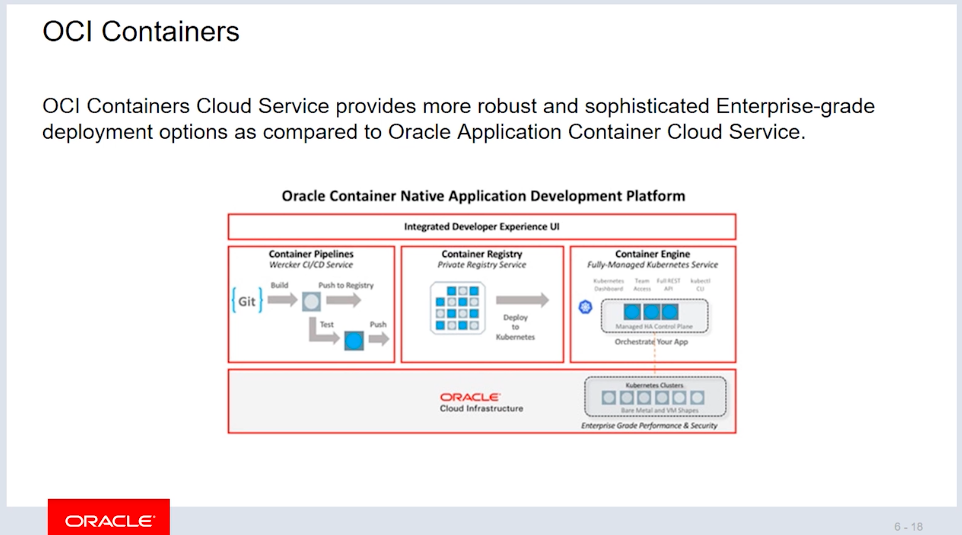 OCI Containers
OCI Containers Cloud Service provides more robust and sophisticated Enterprise-grade
deployment options as compared to Oracle Application Container Cloud Service.
Oracle Container Native Application Development Platform
Integrated Developer Experience UI
Container Pipelines
Wercker CI/CD Service
Build
Push to Registry
{Git}
Test
Push
Container Registry
Private Registry Service
Deploy
to
Kubernetes
Container Engine
Fully-Managed Kubernetes Service
Kubernetes Team Full REST kubectl
Dashboard Access API
Managed HA Control Plane
Orchestrate Your App
ORACLE
Cloud Infrastructure
Kubernetes Clusters
Bare Metal and VM Shapes
Enterprise Grade Performance & Security
ORACLE
6 - 18